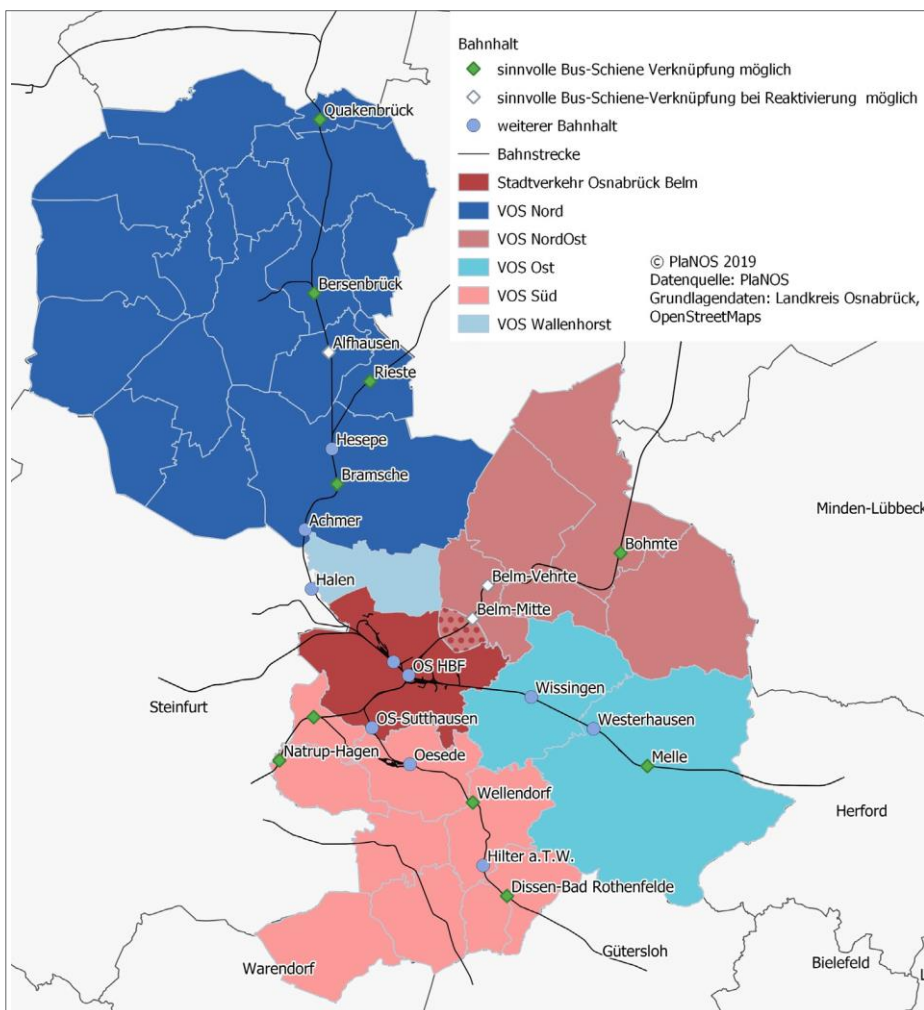 Bahnhalt
sinnvolle Bus-Schiene Verknüpfung möglich
sinnvolle Bus-Schiene-Verknüpfung bei Reaktivierung möglich
weiterer Bahnhalt
Bahnstrecke
Stadtverkehr Osnabrück Belm
VOS Nord
VOS NordOst
VOS Ost
VOS Süd
VOS Wallenhorst
© PlaNOS 2019
Datenquelle: PlaNOS
Grundlagendaten: Landkreis Osnabrück,
OpenStreetMaps
Quakenbrück
Bersenbrück
Alfhausen
Rieste
Hesepe
Bramsche
Achmer
Minden-Lübbeck
Bohmte
Halen
Belm-Vehrte
Belm-Mitte
OS HBF
Wissingen
Steinfurt
OS-Sutthausen
Westerhausen
Natrup-Hagen
Oesede
Melle
Wellendorf
Herford
Hilter a.T.W.
Dissen-Bad Rothenfelde
Gütersloh
Warendorf
Bielefeld
L